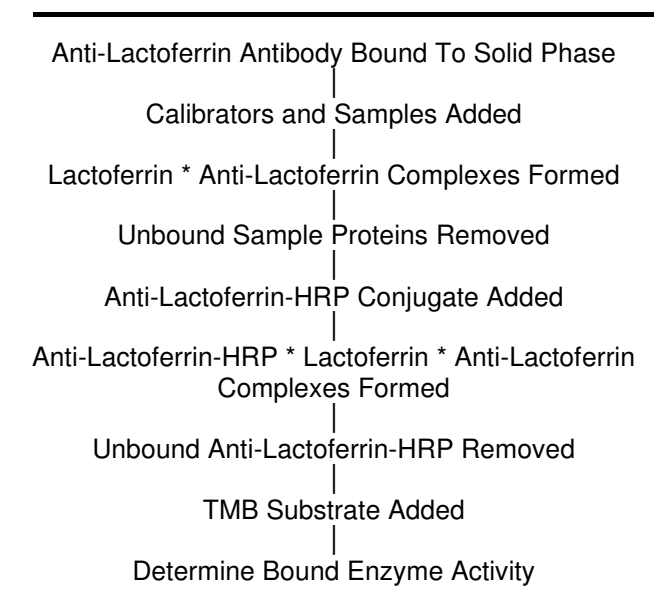 Anti-Lactoferrin Antibody Bound To Solid Phase
Calibrators and Samples Added
Lactoferrin * Anti-Lactoferrin Complexes Formed
Unbound Sample Proteins Removed
Anti-Lactoferrin-HRP Conjugate Added
Anti-Lactoferrin-HRP * Lactoferrin * Anti-Lactoferrin
Complexes Formed
Unbound Anti-Lactoferrin-HRP Removed
TMB Substrate Added
Determine Bound Enzyme Activity